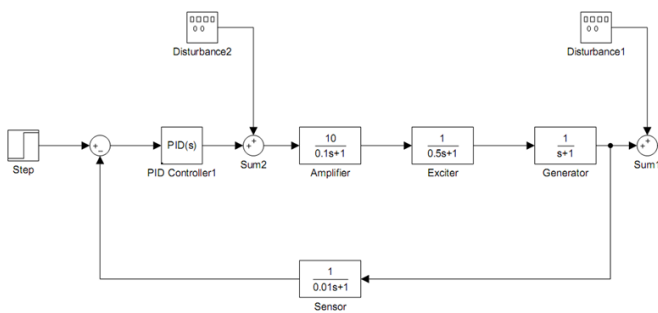 Disturbance2
Disturbance1
Step
+
−
PID(s)
PID Controller1
+
+
Sum2
10
0.1s+1
Amplifier
1
0.5s+1
Exciter
1
s+1
Generator
+
+
Sum1
1
0.01s+1
Sensor